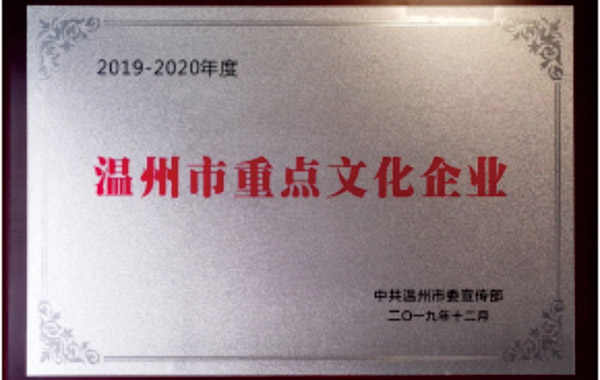 2019-2020年度
温州市重点文化企业
中共温州市委宣传部
二〇一九年十二月